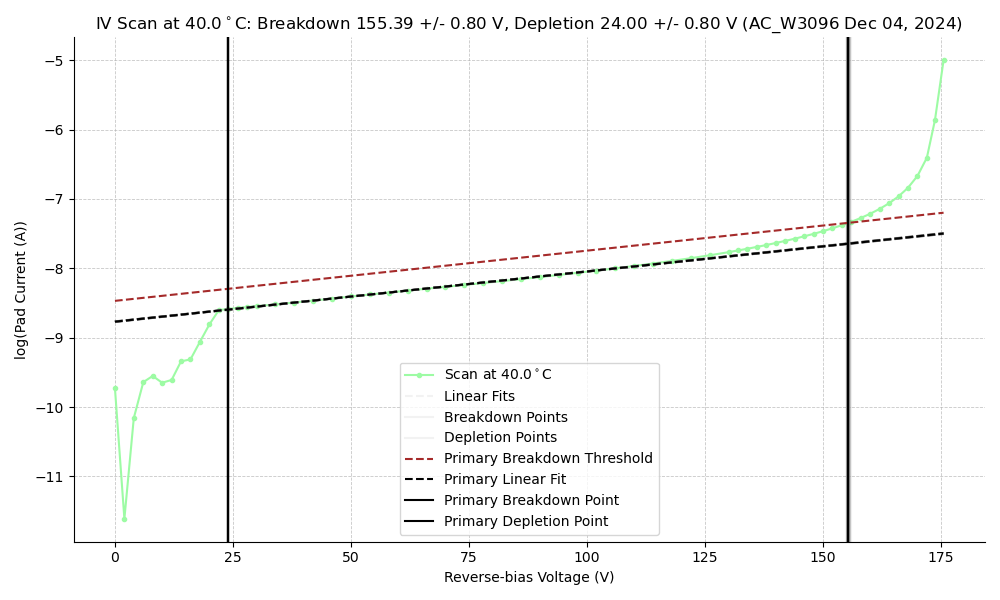 IV Scan at 40.0°C: Breakdown 155.39 +/- 0.80 V, Depletion 24.00 +/- 0.80 V (AC_W3096 Dec 04, 2024)
log(Pad Current (A))
−5
−6
−7
−8
−9
−10
−11
Scan at 40.0°C
Linear Fits
Breakdown Points
Depletion Points
Primary Breakdown Threshold
Primary Linear Fit
Primary Breakdown Point
Primary Depletion Point
0
25
50
75
100
125
150
175
Reverse-bias Voltage (V)